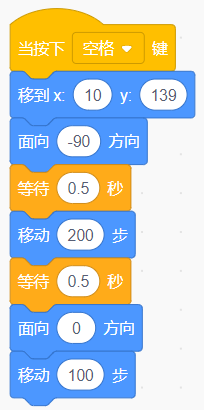 当按下 空格 键
移到 x: 10 y: 139
面向 -90 方向
等待 0.5 秒
移动 200 步
等待 0.5 秒
面向 0 方向
移动 100 步